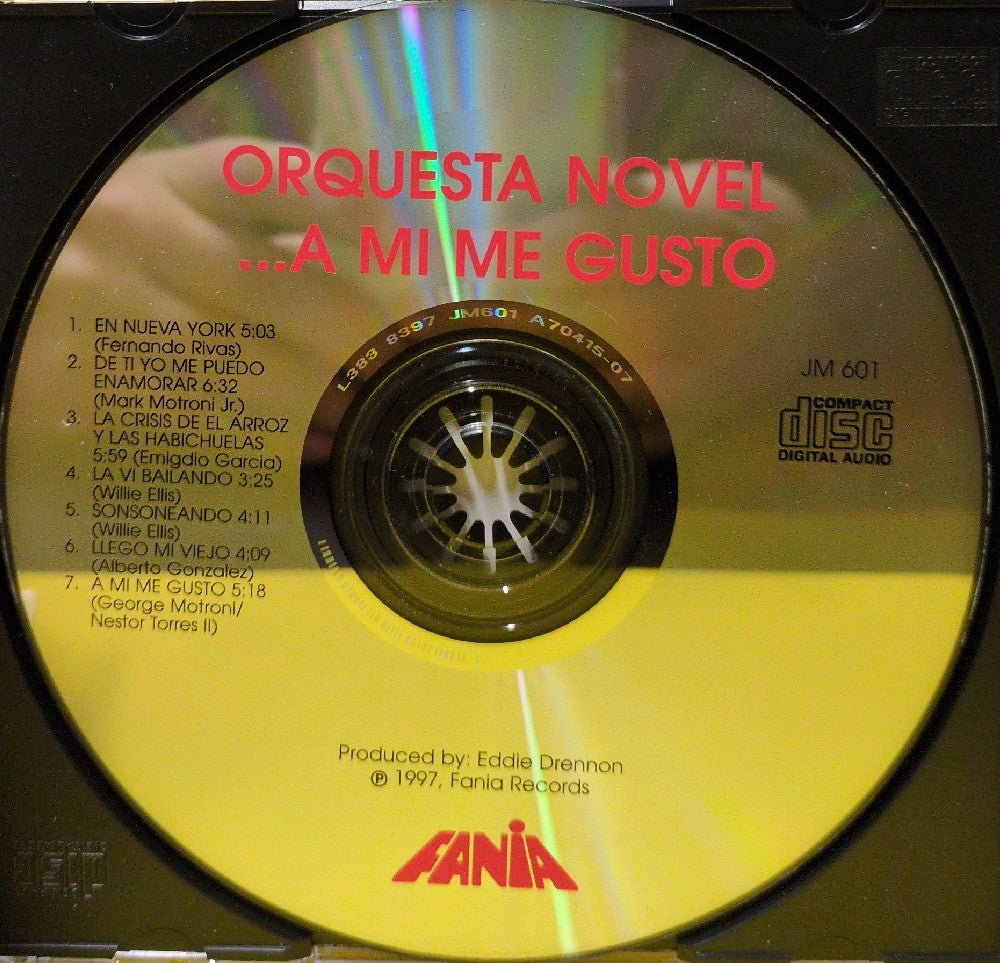 ORQUESTA NOVEL
...A MI ME GUSTO
1. EN NUEVA YORK 5:03
(Fernando Rivas)
2. DE TI YO ME PUEDO
ENAMORAR 6:32
(Mark Motroni Jr.)
3. LA CRISIS DE EL ARROZ
Y LAS HABICHUELAS
5:59 (Emigdio Garcia)
4. LA VI BAILANDO 3:25
(Willie Ellis)
5. SONSONEANDO 4:11
(Willie Ellis)
6. LLEGO MI VIEJO 4:09
(Alberto Gonzalez)
7. A MI ME GUSTO 5:18
(George Motroni/
Nestor Torres II)
L383 8397 JM601 A70415-07
JM 601
COMPACT
disc
DIGITAL AUDIO
Produced by: Eddie Drennon
℗ 1997, Fania Records
FANIA